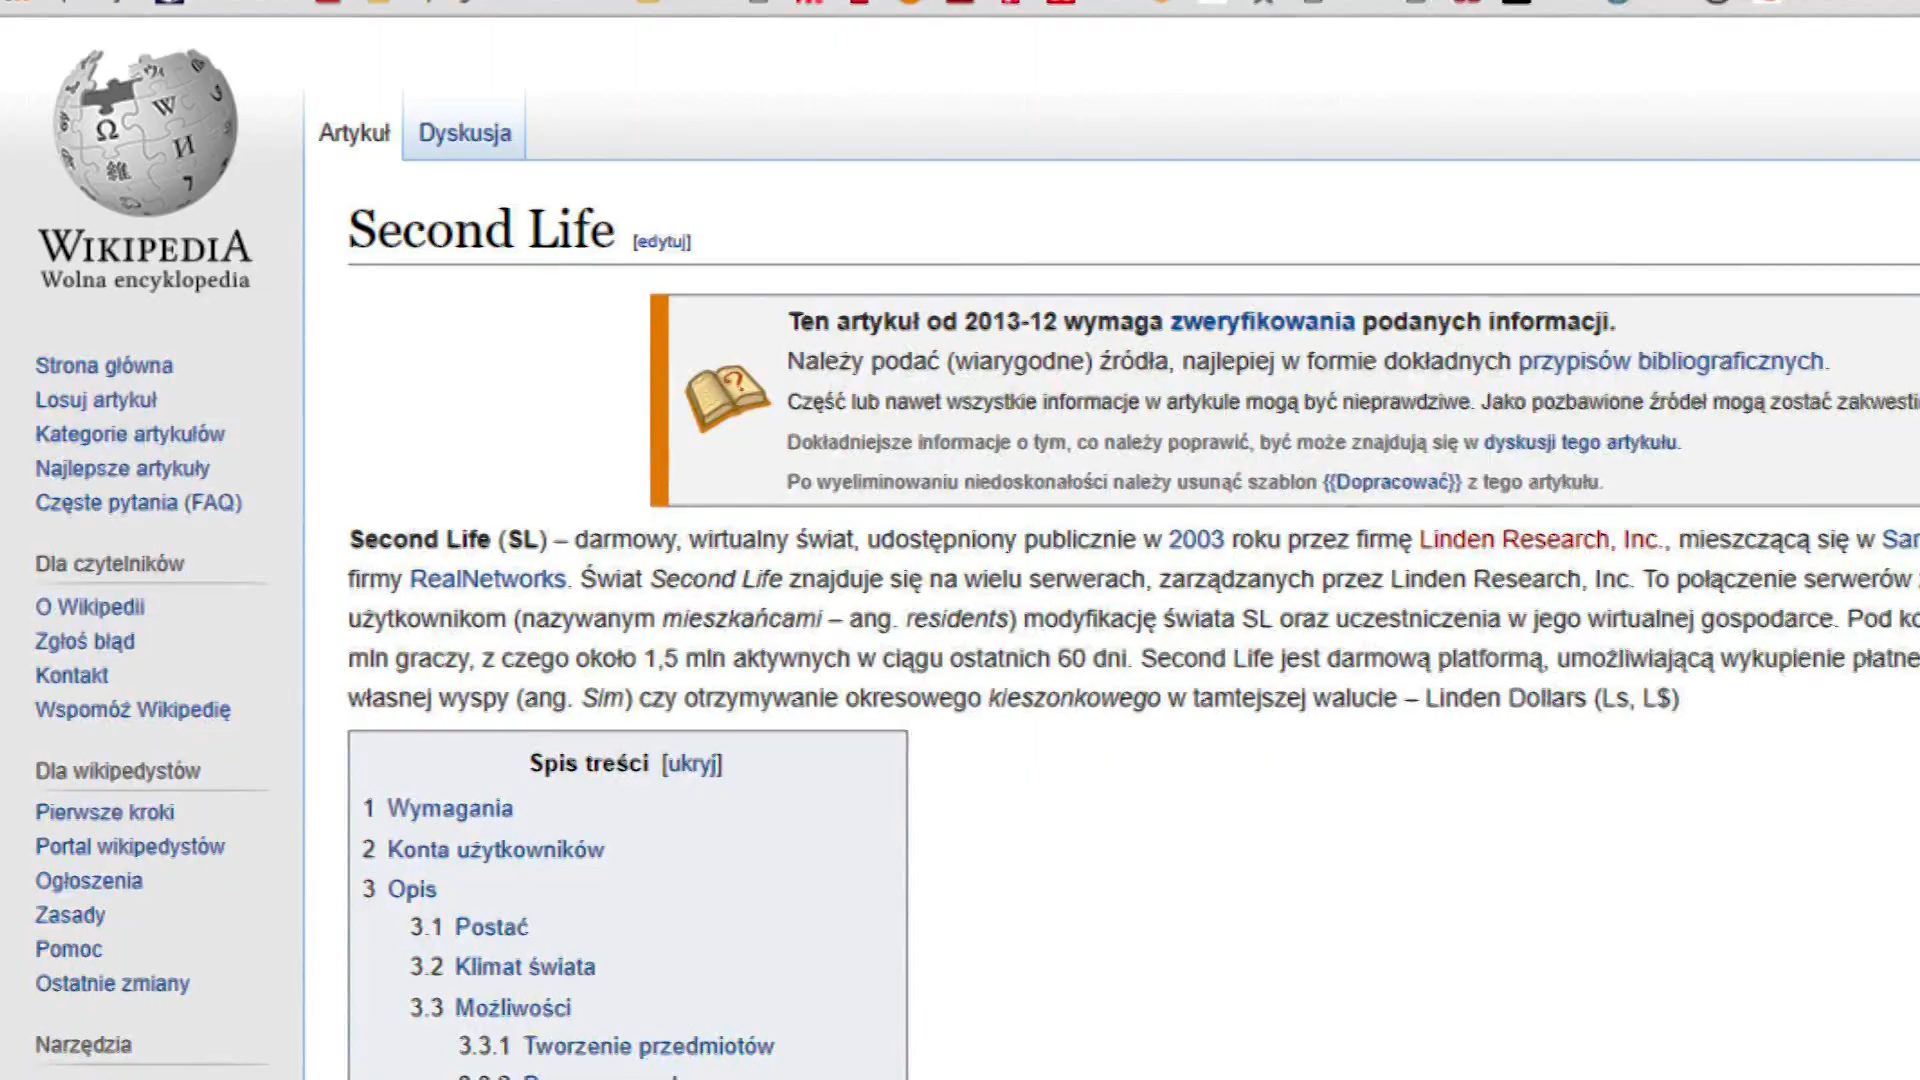 WIKIPEDIA
Wolna encyklopedia
Strona główna
Losuj artykuł
Kategorie artykułów
Najlepsze artykuły
Częste pytania (FAQ)
Dla czytelników
O Wikipedii
Zgłoś błąd
Kontakt
Wspomóż Wikipedię
Dla wikipedystów
Pierwsze kroki
Portal wikipedystów
Ogłoszenia
Zasady
Pomoc
Ostatnie zmiany
Narzędzia
Artykuł Dyskusja
Second Life [edytuj]
Ten artykuł od 2013-12 wymaga zweryfikowania podanych informacji.
Należy podać (wiarygodne) źródła, najlepiej w formie dokładnych przypisów bibliograficznych.
Część lub nawet wszystkie informacje w artykule mogą być nieprawdziwe. Jako pozbawione źródeł mogą zostać
Dokładniejsze informacje o tym, co należy poprawić, być może znajdują się w dyskusji tego artykułu.
Po wyeliminowaniu niedoskonałości należy usunąć szablon {{Dopracować}} z tego artykułu.
Second Life (SL) – darmowy, wirtualny świat, udostępniony publicznie w 2003 roku przez firmę Linden Research, Inc., mieszczącą się w
firmy RealNetworks. Świat Second Life znajduje się na wielu serwerach, zarządzanych przez Linden Research, Inc. To połączenie serwerów
użytkownikom (nazywanym mieszkańcami – ang. residents) modyfikację świata SL oraz uczestniczenia w jego wirtualnej gospodarce. Pod
mln graczy, z czego około 1,5 mln aktywnych w ciągu ostatnich 60 dni. Second Life jest darmową platformą, umożliwiającą wykupienie
własnej wyspy (ang. Sim) czy otrzymywanie okresowego kieszonkowego w tamtejszej walucie – Linden Dollars (Ls, L$)
Spis treści [ukryj]
1 Wymagania
2 Konta użytkowników
3 Opis
3.1 Postać
3.2 Klimat świata
3.3 Możliwości
3.3.1 Tworzenie przedmiotów